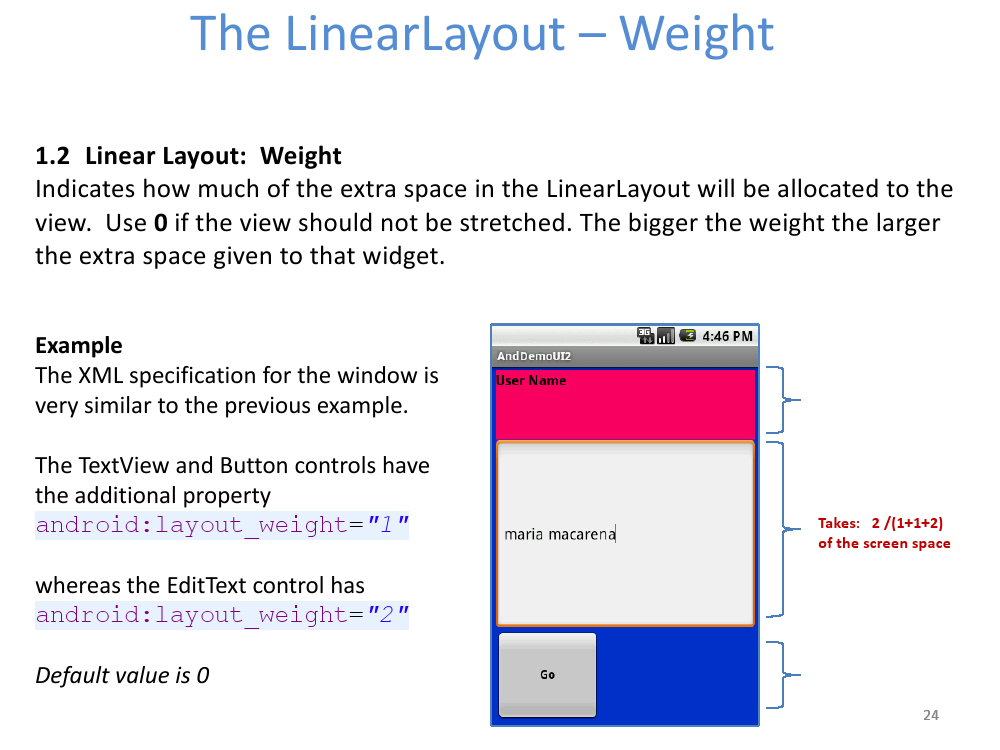 The LinearLayout – Weight
1.2  Linear Layout:  Weight
Indicates how much of the extra space in the LinearLayout will be allocated to the
view.  Use 0 if the view should not be stretched. The bigger the weight the larger
the extra space given to that widget.
Example
The XML specification for the window is
very similar to the previous example.
The TextView and Button controls have
the additional property
android:layout_weight="1"
whereas the EditText control has
android:layout_weight="2"
Default value is 0
3G
4:46 PM
AndDemoUI2
User Name
maria macarena
Go
Takes:   2 /(1+1+2)
of the screen space
24